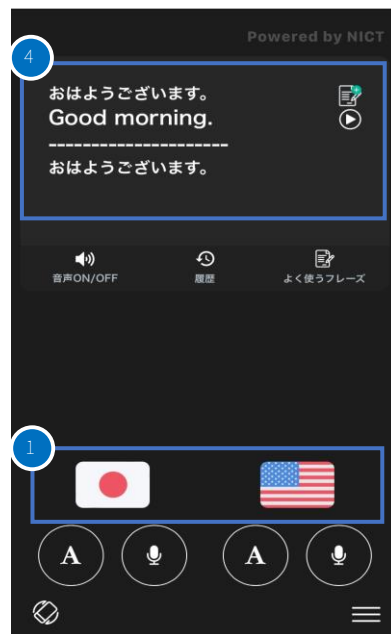 Powered by NICT
4
おはようございます。
Good morning.
---------------------
おはようございます。
音声ON/OFF 履歴 よく使うフレーズ
1
A A